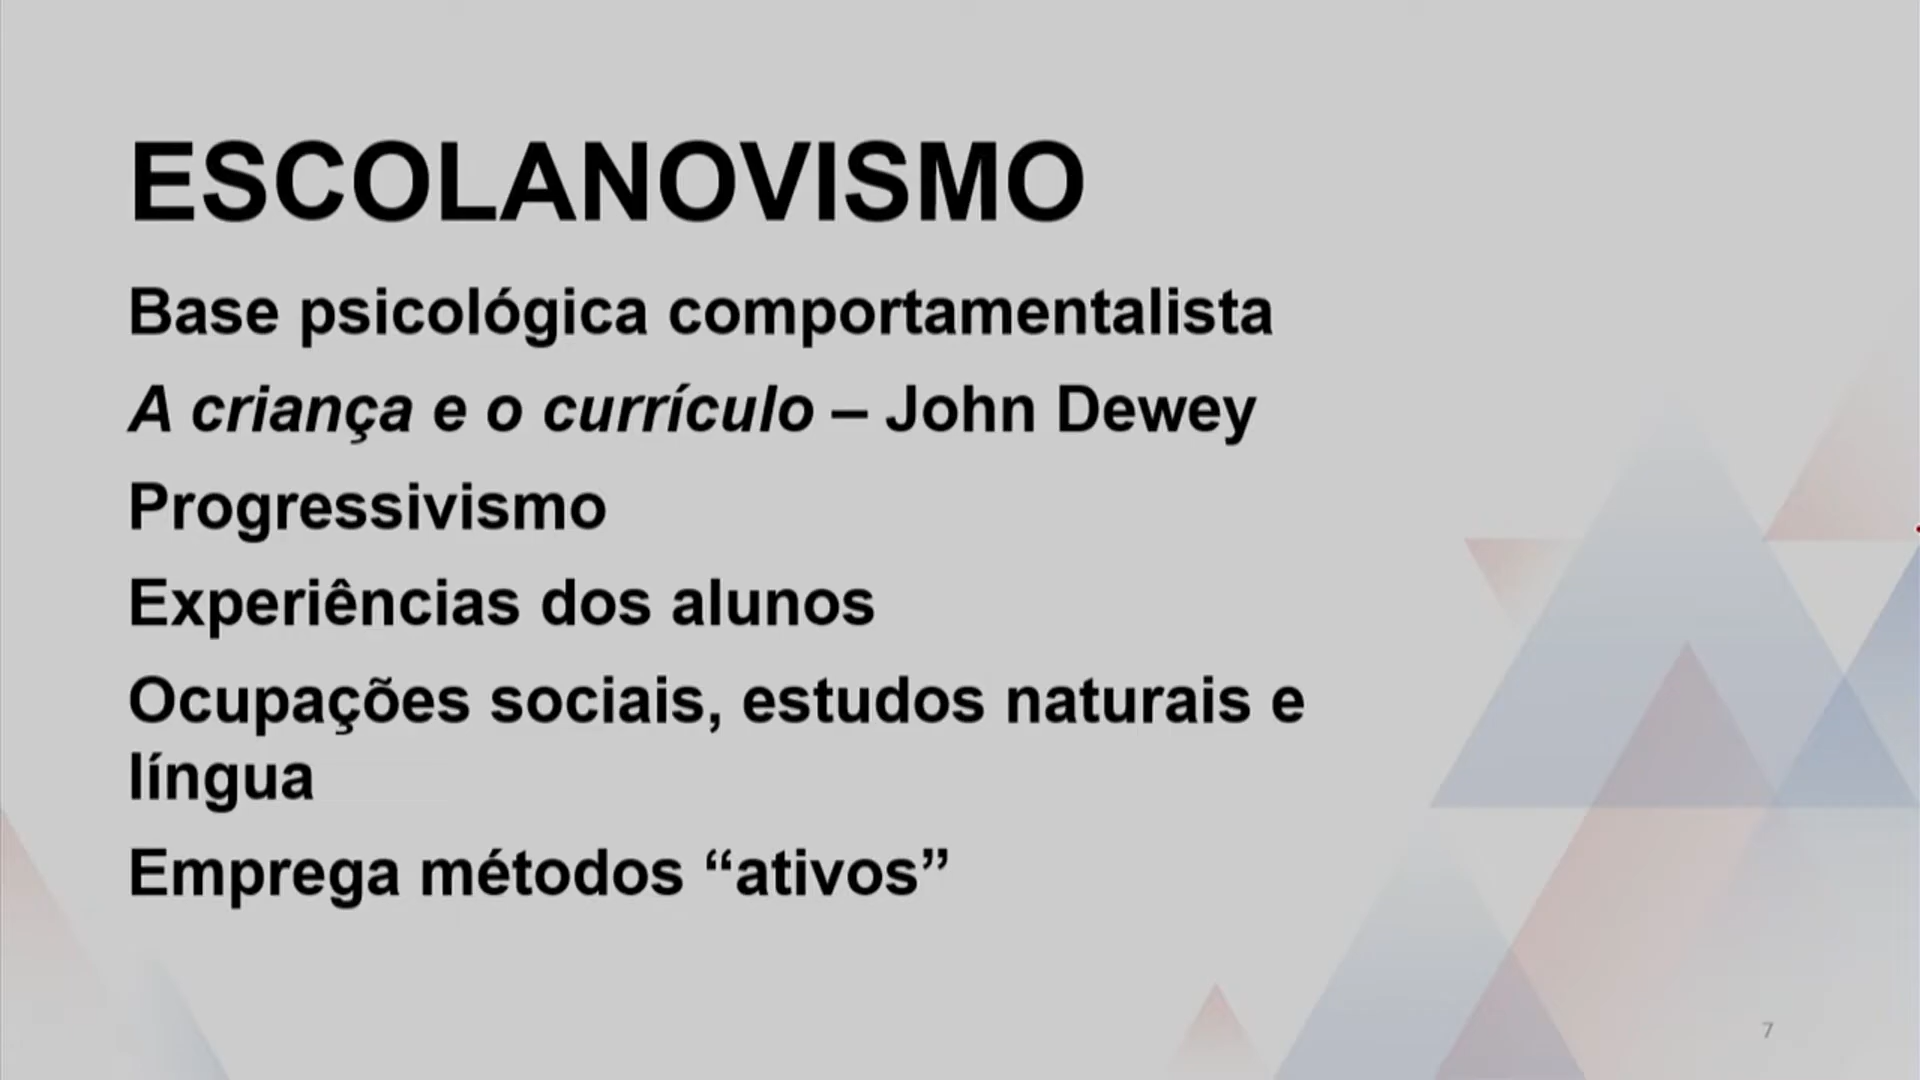 ESCOLANOVISMO
Base psicológica comportamentalista
A criança e o currículo – John Dewey
Progressivismo
Experiências dos alunos
Ocupações sociais, estudos naturais e
língua
Emprega métodos “ativos”
7